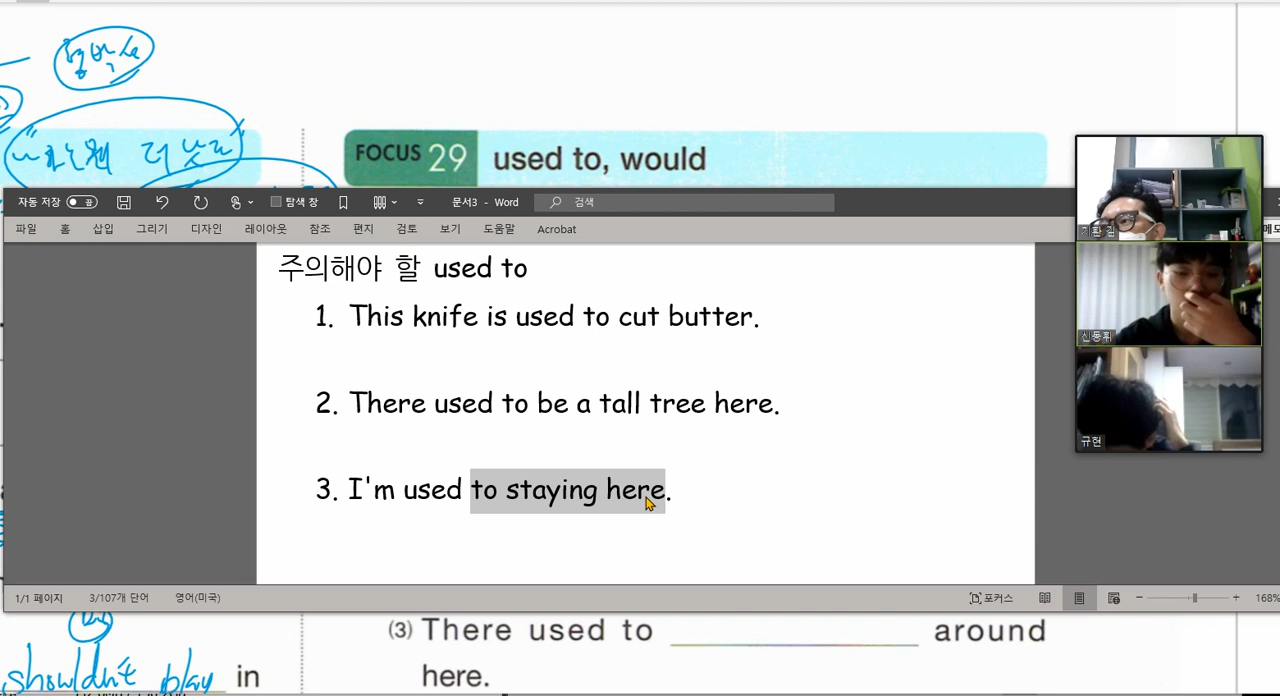 FOCUS 29 used to, would
자동 저장 문서3 - Word 검색
탐색 창
파일 홈 삽입 그리기 디자인 레이아웃 참조 편지 검토 보기 도움말 Acrobat
주의해야 할 used to
1. This knife is used to cut butter.
2. There used to be a tall tree here.
3. I'm used to staying here.
신동휘
규현
1/1 페이지 3/107개 단어 영어(미국) 포커스 168%
(3) There used to ____ around
here.
shouldn't play in